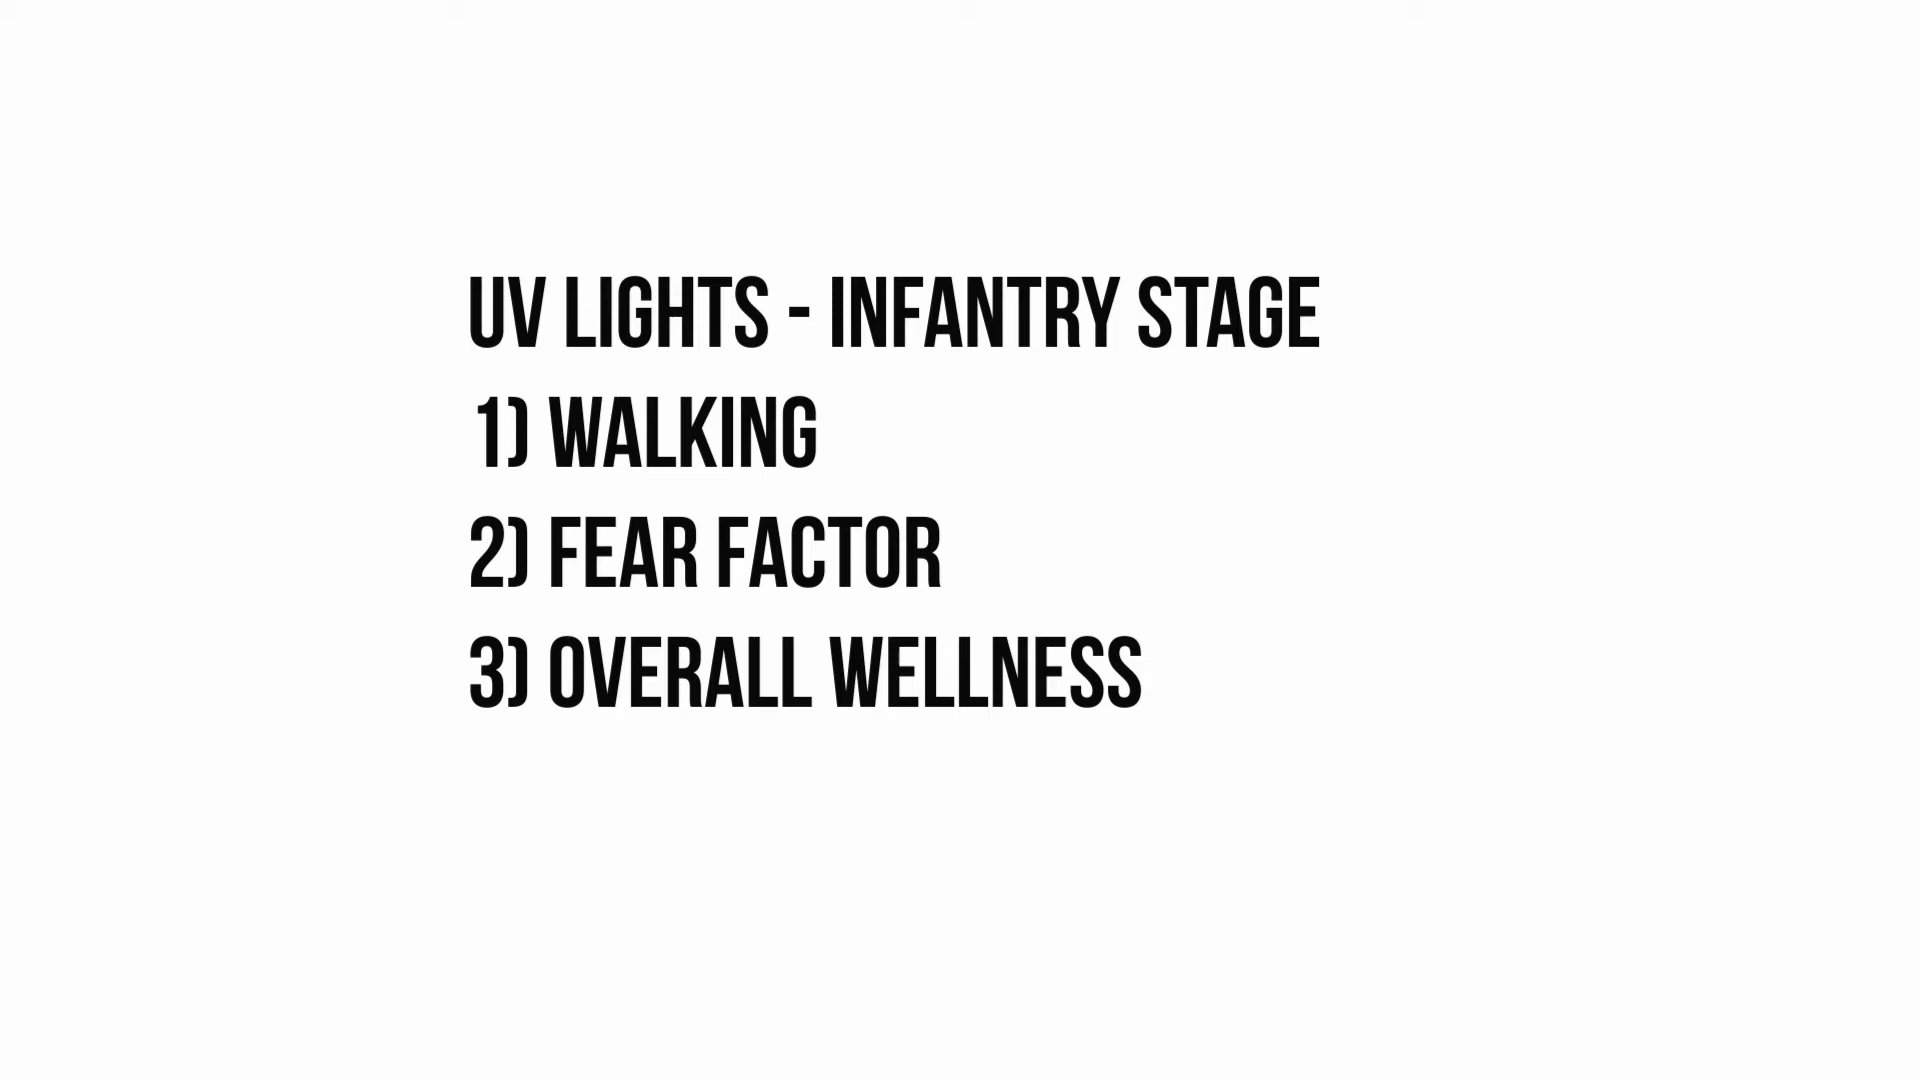 UV LIGHTS - INFANTRY STAGE
1) WALKING
2) FEAR FACTOR
3) OVERALL WELLNESS